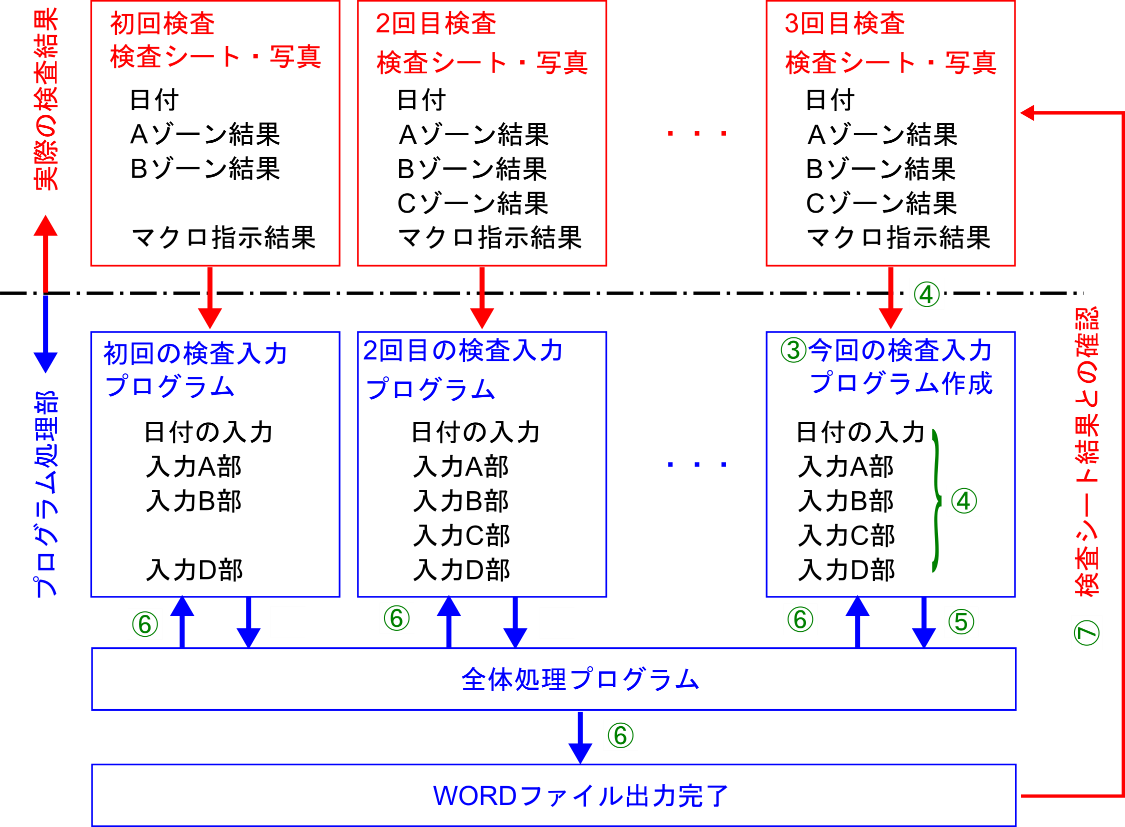 実際の検査結果
初回検査
検査シート・写真
日付
Aゾーン結果
Bゾーン結果
マクロ指示結果
2回目検査
検査シート・写真
日付
Aゾーン結果
Bゾーン結果
Cゾーン結果
マクロ指示結果
・・・
3回目検査
検査シート・写真
日付
Aゾーン結果
Bゾーン結果
Cゾーン結果
マクロ指示結果
④
プログラム処理部
初回の検査入力
プログラム
日付の入力
入力A部
入力B部
入力D部
2回目の検査入力
プログラム
日付の入力
入力A部
入力B部
入力C部
入力D部
・・・
③今回の検査入力
プログラム作成
日付の入力
入力A部
入力B部
入力C部
入力D部
④
⑥
⑥
⑥
⑤
全体処理プログラム
⑥
WORDファイル出力完了
⑦ 検査シート結果との確認